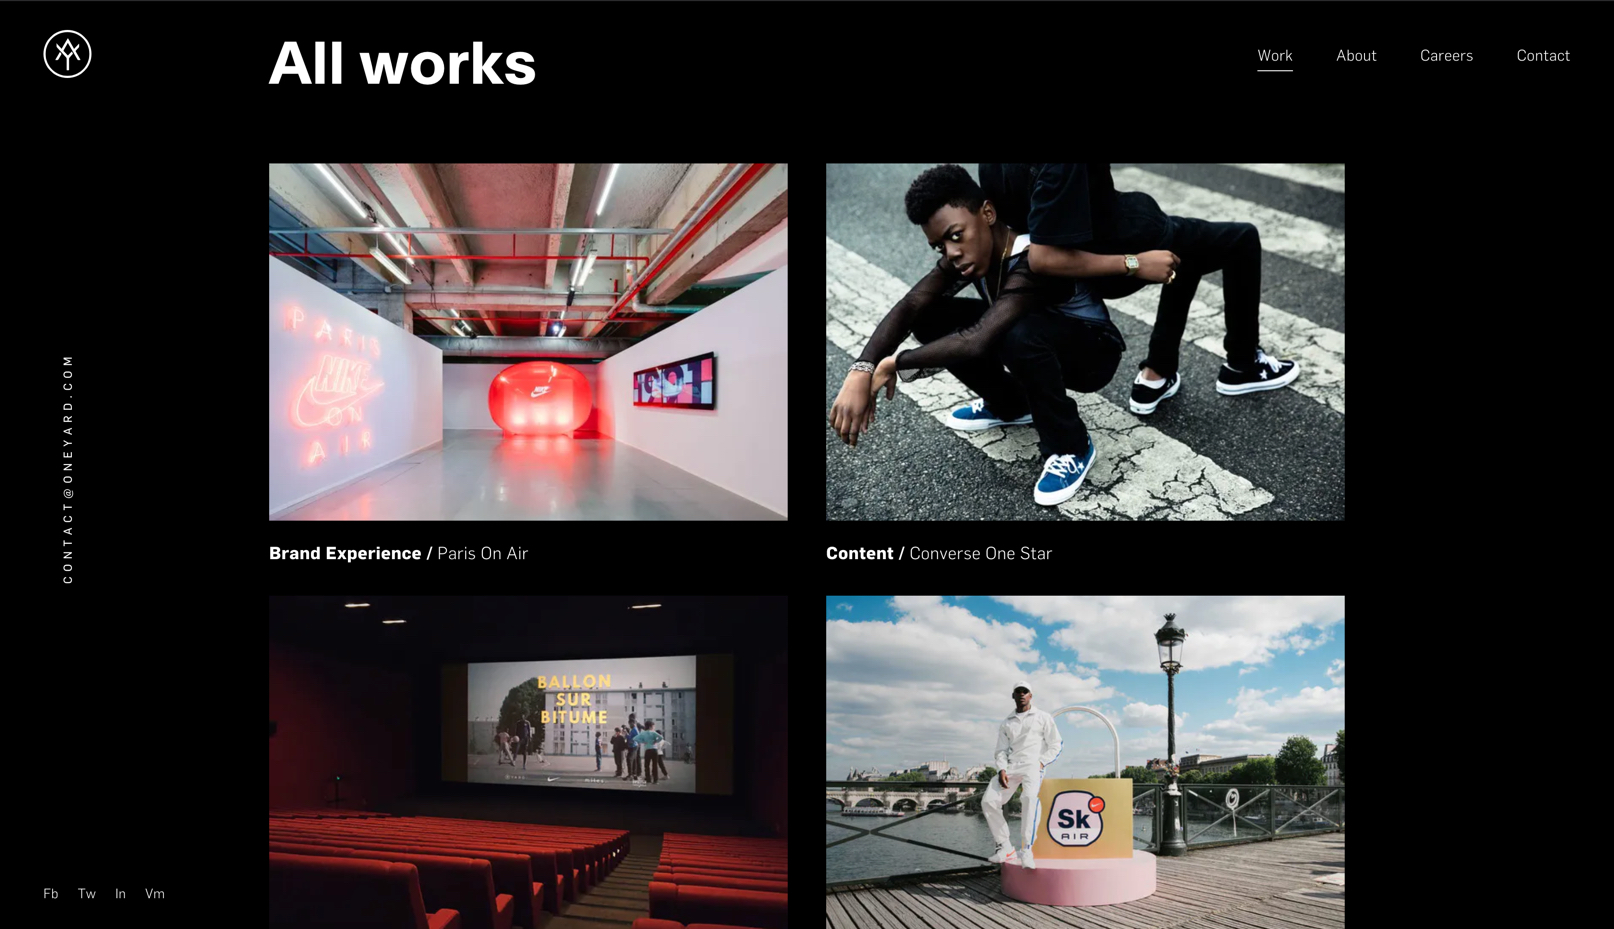 All works
Work
About
Careers
Contact
PARIS
NIKE
ON
AIR
NIKE
CONTACT@ONEYARD.COM
Brand Experience / Paris On Air
Content / Converse One Star
BALLON
SUR
BITUME
Sk
AIR
Fb
Tw
In
Vm